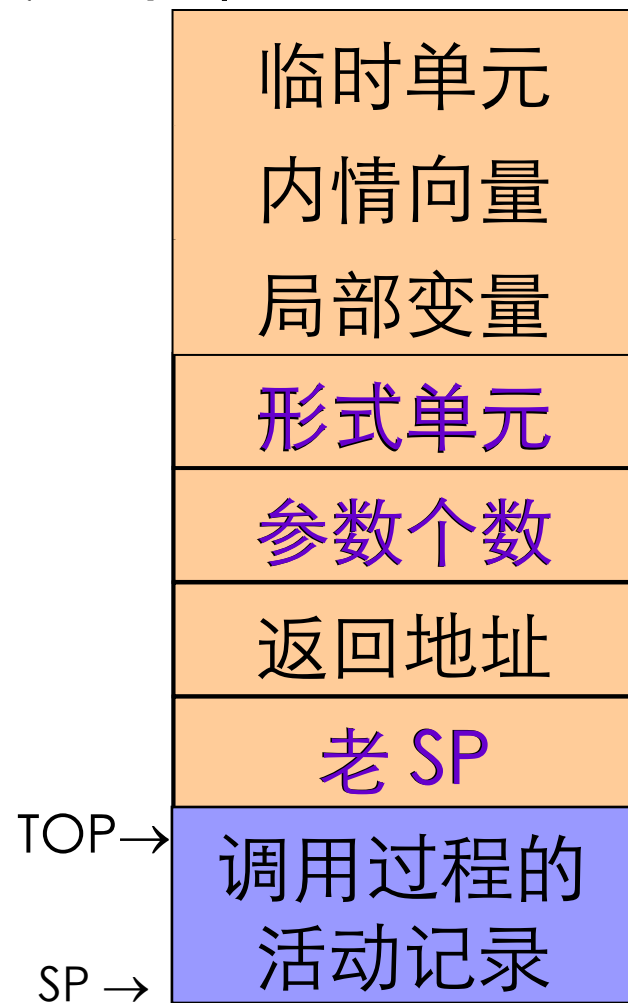 临时单元
内情向量
局部变量
形式单元
参数个数
返回地址
老 SP
TOP→
调用过程的
活动记录
SP →